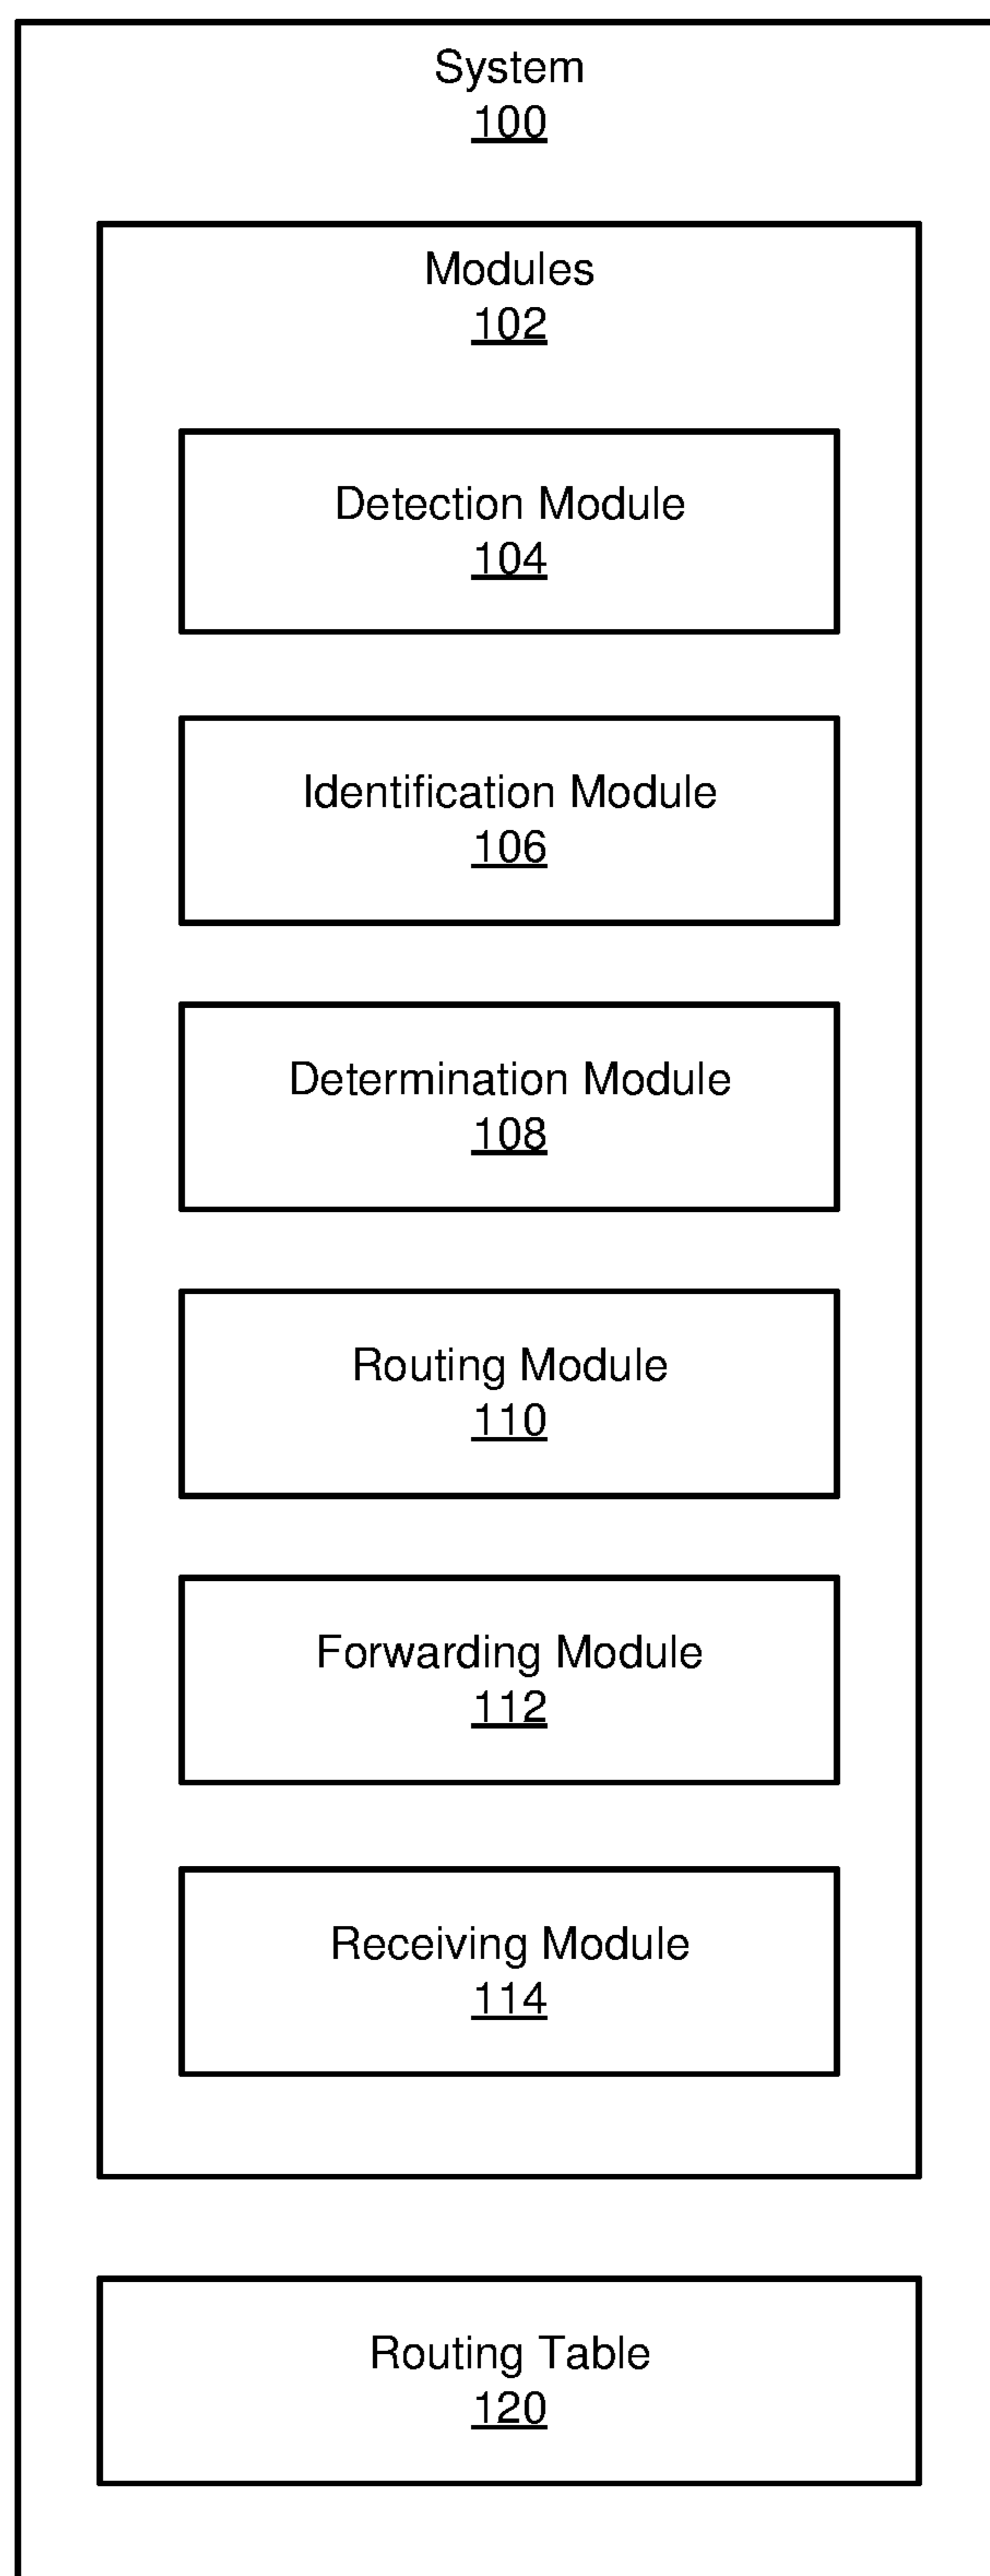 System
100
Modules
102
Detection Module
104
Identification Module
106
Determination Module
108
Routing Module
110
Forwarding Module
112
Receiving Module
114
Routing Table
120